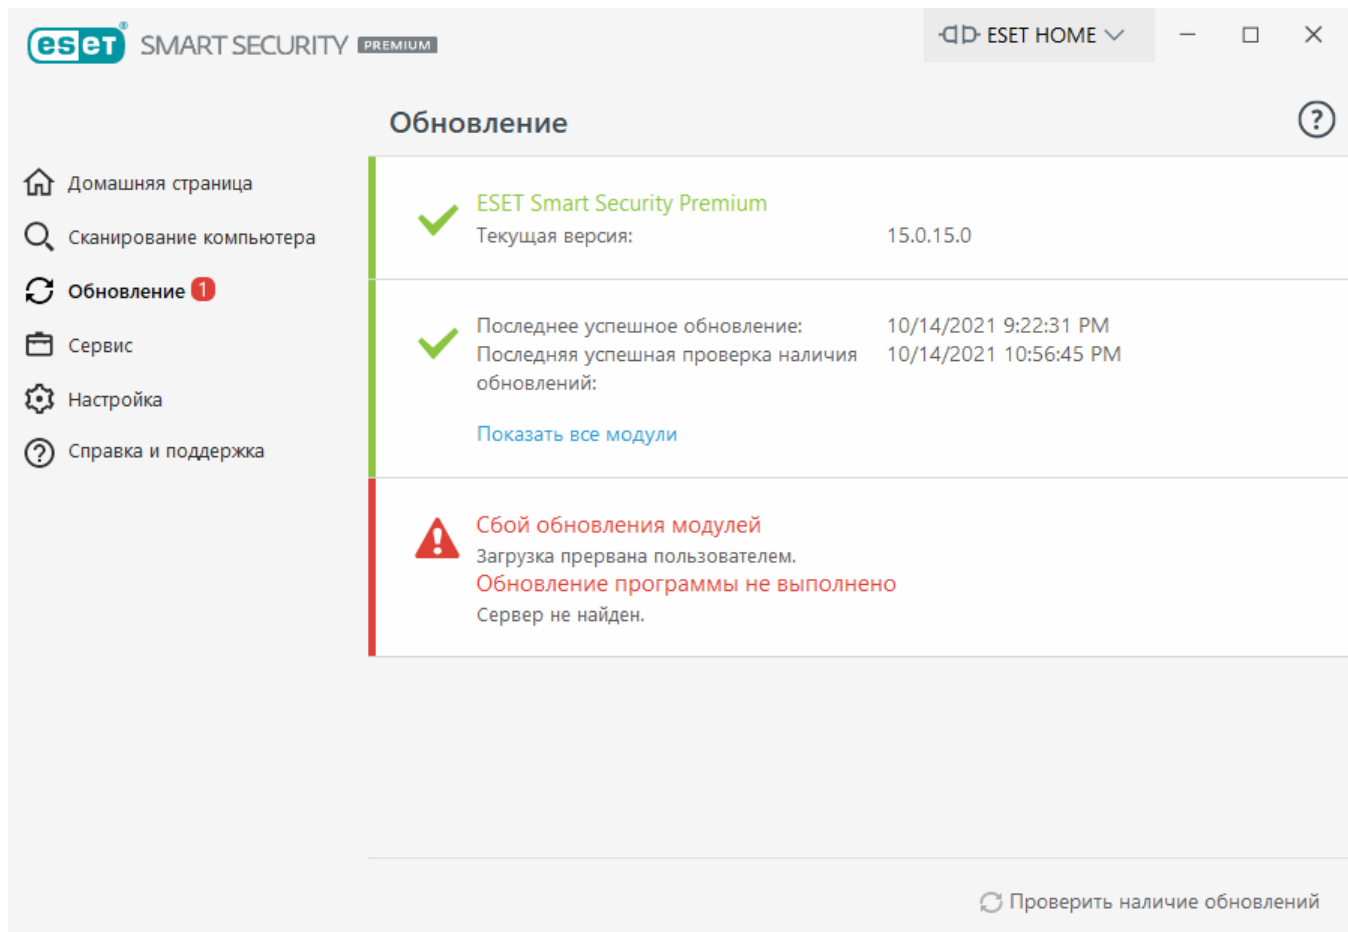 eset® SMART SECURITY PREMIUM
ESET HOME
Обновление
?
Домашняя страница
Сканирование компьютера
Обновление 1
Сервис
Настройка
? Справка и поддержка
ESET Smart Security Premium
Текущая версия: 15.0.15.0
Последнее успешное обновление: 10/14/2021 9:22:31 PM
Последняя успешная проверка наличия 10/14/2021 10:56:45 PM
обновлений:
Показать все модули
Сбой обновления модулей
Загрузка прервана пользователем.
Обновление программы не выполнено
Сервер не найден.
Проверить наличие обновлений